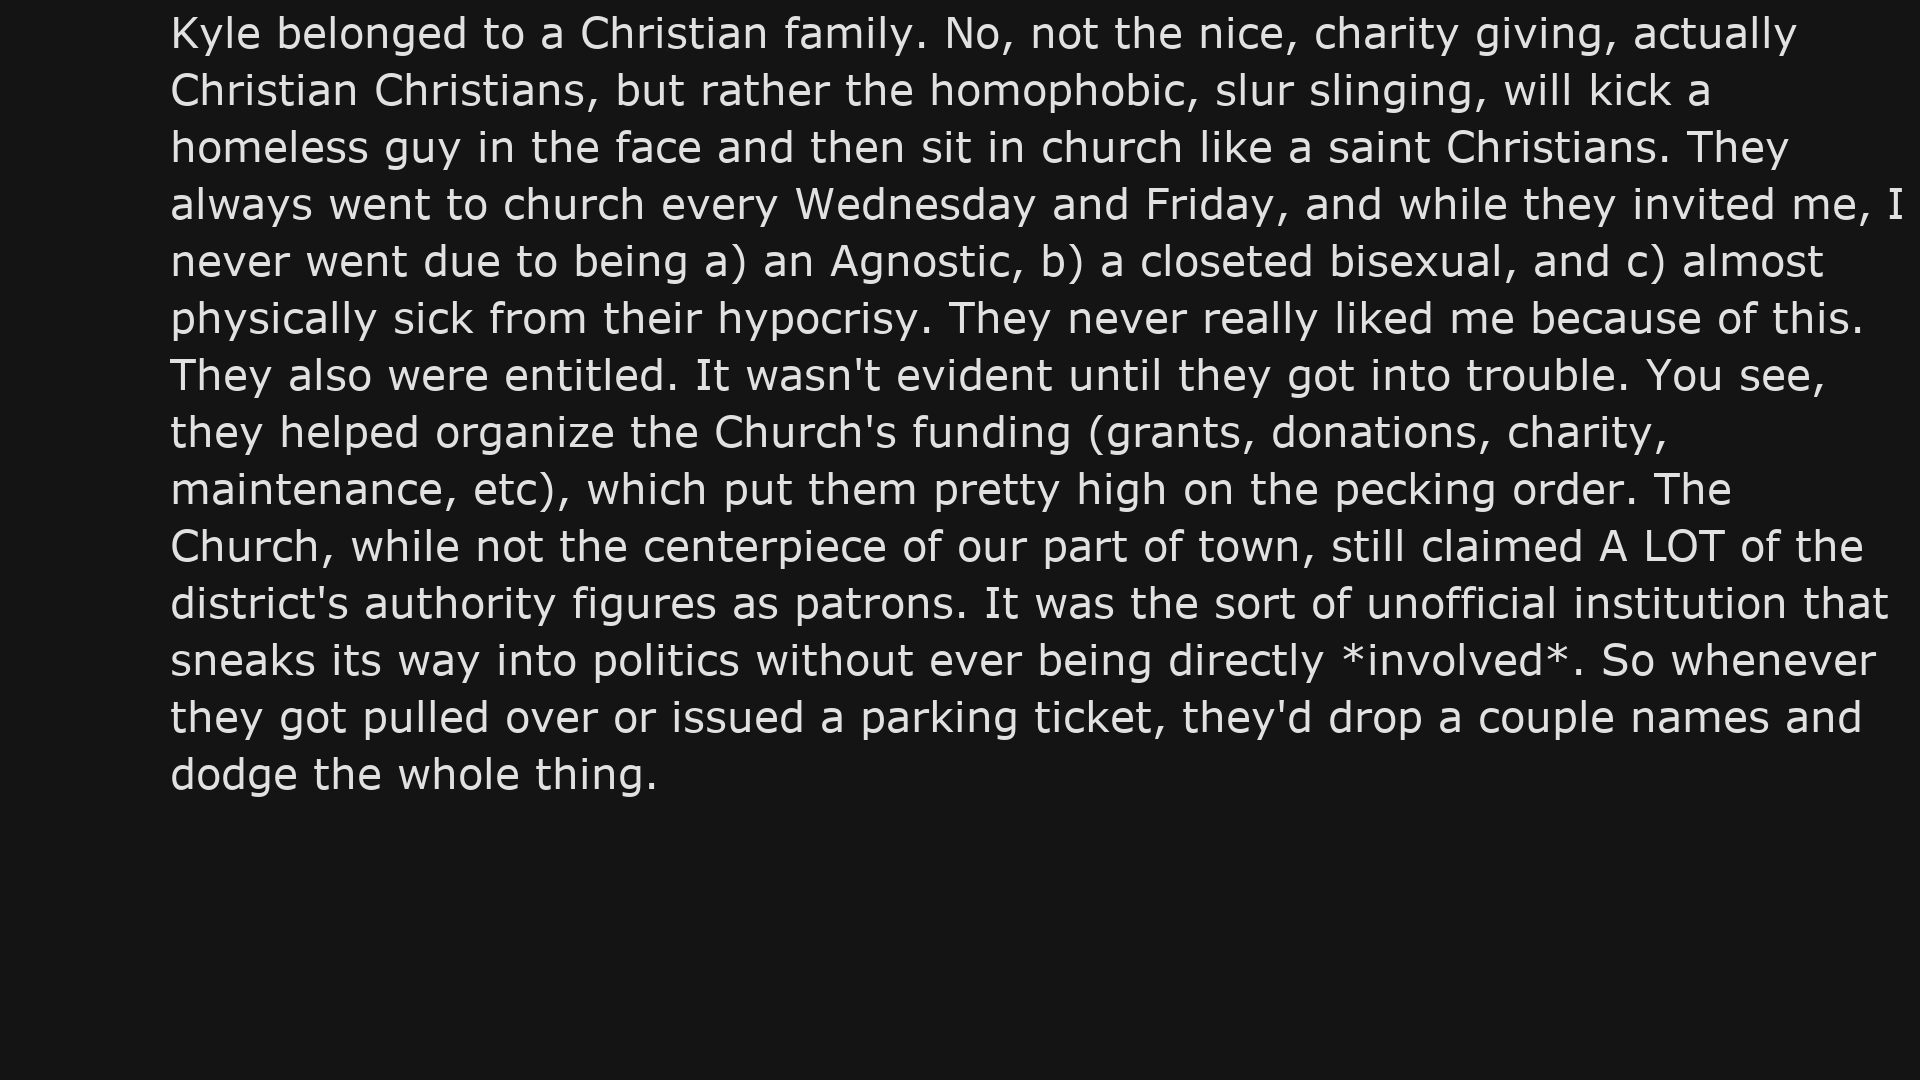 Kyle belonged to a Christian family. No, not the nice, charity giving, actually
Christian Christians, but rather the homophobic, slur slinging, will kick a
homeless guy in the face and then sit in church like a saint Christians. They
always went to church every Wednesday and Friday, and while they invited me, I
never went due to being a) an Agnostic, b) a closeted bisexual, and c) almost
physically sick from their hypocrisy. They never really liked me because of this.
They also were entitled. It wasn't evident until they got into trouble. You see,
they helped organize the Church's funding (grants, donations, charity,
maintenance, etc), which put them pretty high on the pecking order. The
Church, while not the centerpiece of our part of town, still claimed A LOT of the
district's authority figures as patrons. It was the sort of unofficial institution that
sneaks its way into politics without ever being directly *involved*. So whenever
they got pulled over or issued a parking ticket, they'd drop a couple names and
dodge the whole thing.